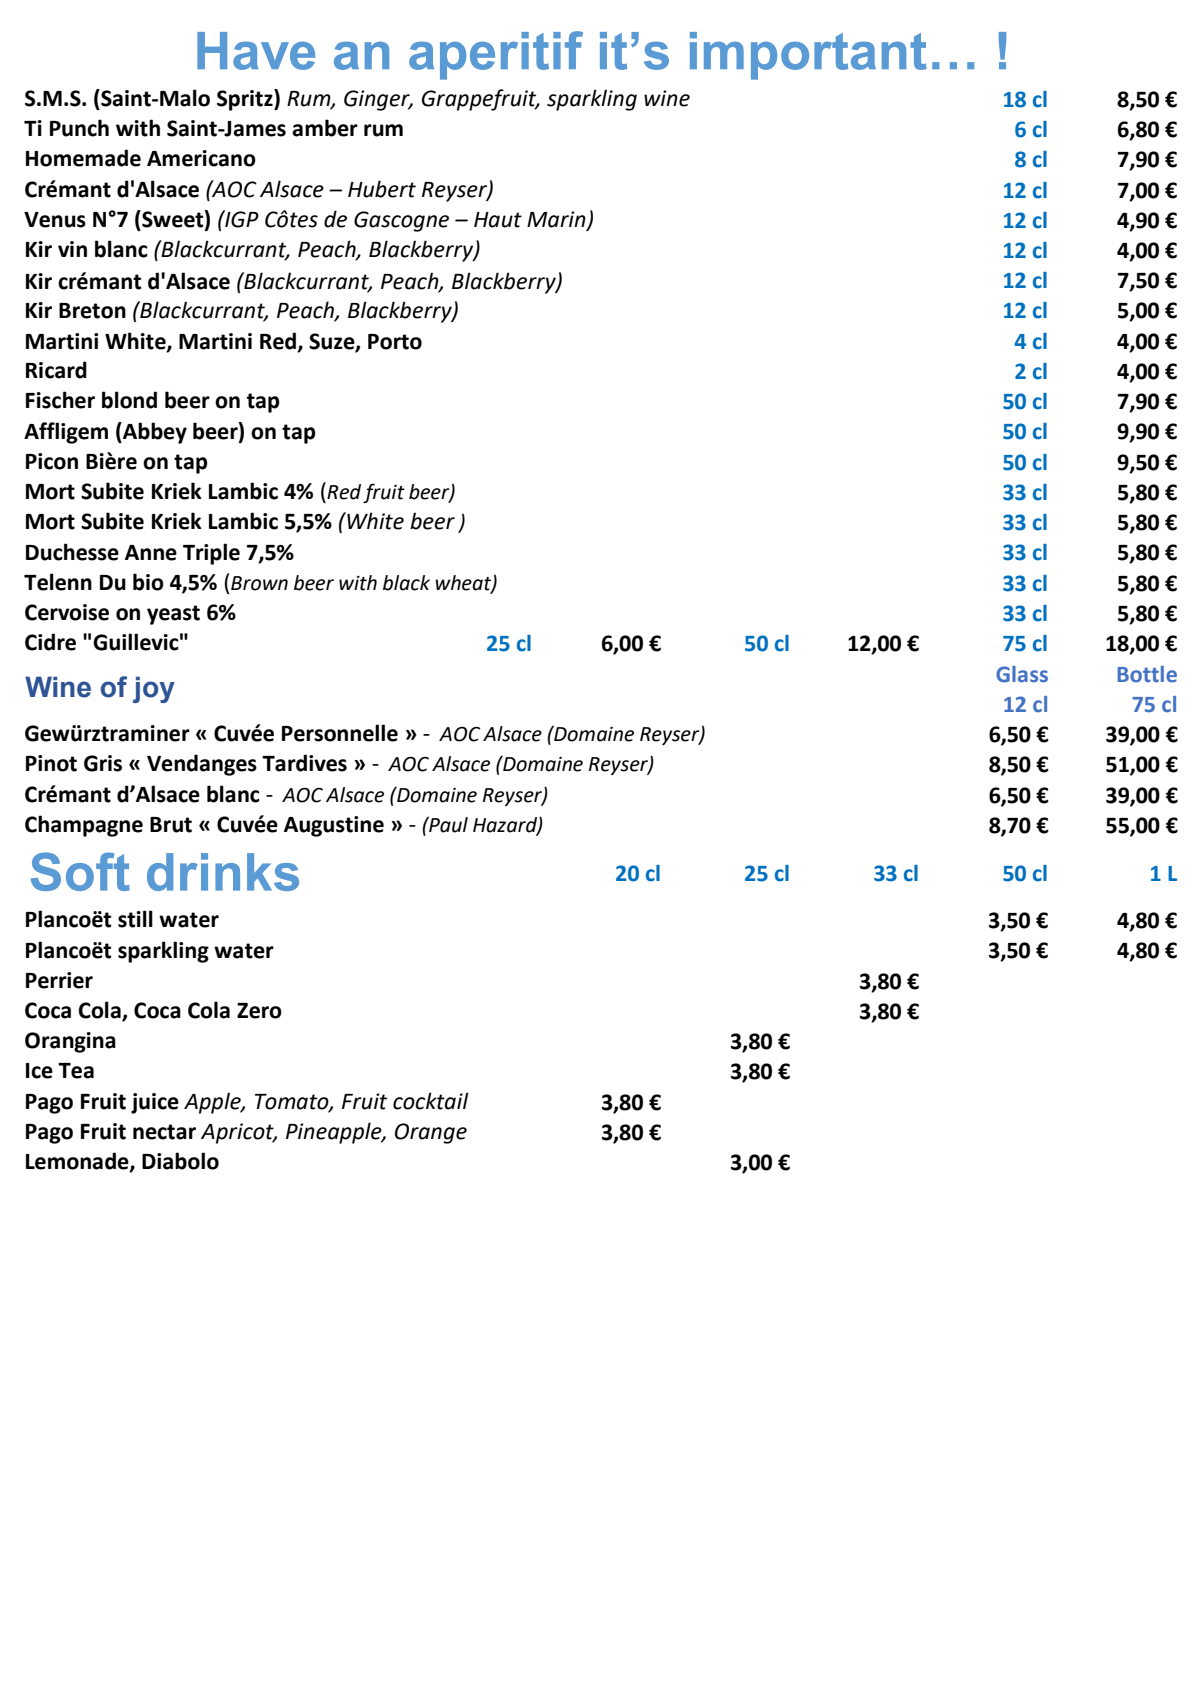 Have an aperitif it’s important… !
S.M.S. (Saint-Malo Spritz) Rum, Ginger, Grappefruit, sparkling wine 18 cl 8,50 €
Ti Punch with Saint-James amber rum 6 cl 6,80 €
Homemade Americano 8 cl 7,90 €
Crémant d'Alsace (AOC Alsace – Hubert Reyser) 12 cl 7,00 €
Venus N°7 (Sweet) (IGP Côtes de Gascogne – Haut Marin) 12 cl 4,90 €
Kir vin blanc (Blackcurrant, Peach, Blackberry) 12 cl 4,00 €
Kir crémant d'Alsace (Blackcurrant, Peach, Blackberry) 12 cl 7,50 €
Kir Breton (Blackcurrant, Peach, Blackberry) 12 cl 5,00 €
Martini White, Martini Red, Suze, Porto 4 cl 4,00 €
Ricard 2 cl 4,00 €
Fischer blond beer on tap 50 cl 7,90 €
Affligem (Abbey beer) on tap 50 cl 9,90 €
Picon Bière on tap 50 cl 9,50 €
Mort Subite Kriek Lambic 4% (Red fruit beer) 33 cl 5,80 €
Mort Subite Kriek Lambic 5,5% (White beer ) 33 cl 5,80 €
Duchesse Anne Triple 7,5% 33 cl 5,80 €
Telenn Du bio 4,5% (Brown beer with black wheat) 33 cl 5,80 €
Cervoise on yeast 6% 33 cl 5,80 €
Cidre "Guillevic" 25 cl 6,00 € 50 cl 12,00 € 75 cl 18,00 €
Wine of joy
Glass Bottle
12 cl 75 cl
Gewürztraminer « Cuvée Personnelle » - AOC Alsace (Domaine Reyser) 6,50 € 39,00 €
Pinot Gris « Vendanges Tardives » - AOC Alsace (Domaine Reyser) 8,50 € 51,00 €
Crémant d’Alsace blanc - AOC Alsace (Domaine Reyser) 6,50 € 39,00 €
Champagne Brut « Cuvée Augustine » - (Paul Hazard) 8,70 € 55,00 €
Soft drinks 20 cl 25 cl 33 cl 50 cl 1 L
Plancoët still water 3,50 € 4,80 €
Plancoët sparkling water 3,50 € 4,80 €
Perrier 3,80 €
Coca Cola, Coca Cola Zero 3,80 €
Orangina 3,80 €
Ice Tea 3,80 €
Pago Fruit juice Apple, Tomato, Fruit cocktail 3,80 €
Pago Fruit nectar Apricot, Pineapple, Orange 3,80 €
Lemonade, Diabolo 3,00 €